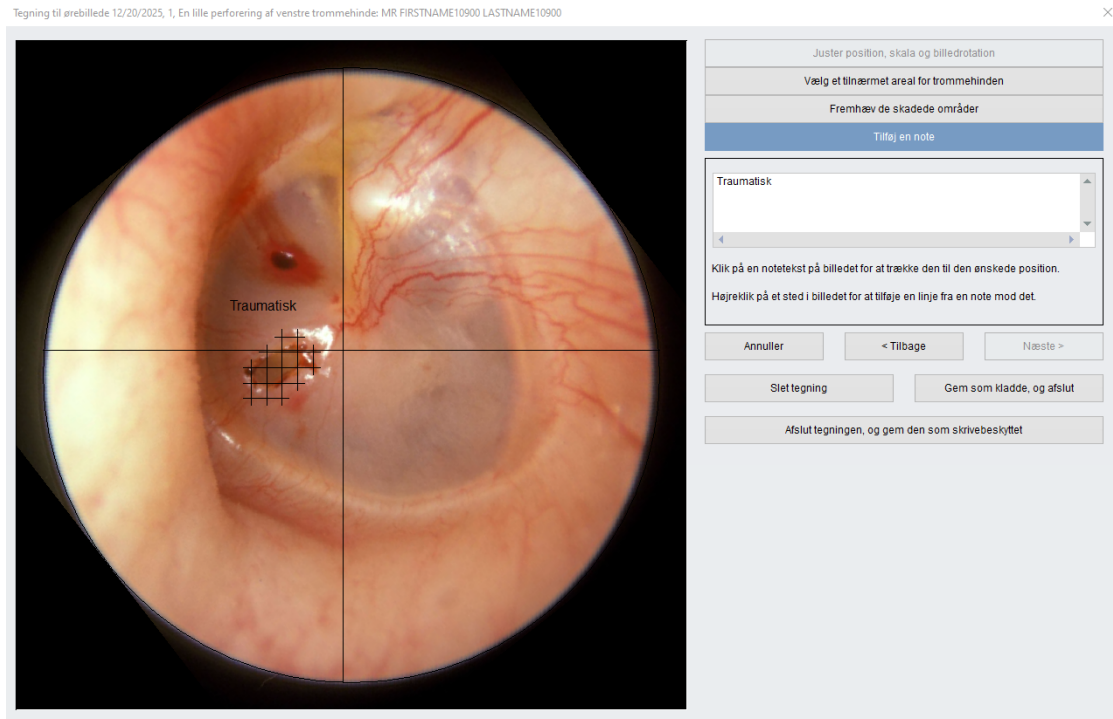 Tegning til ørebillede 12/20/2025, 1, En lille perforering af venstre trommehinde: MR FIRSTNAME10900 LASTNAME10900
Juster position, skala og billedrotation
Vælg et tilnærmet areal for trommehinden
Fremhæv de skadede områder
Tilføj en note
Traumatisk
Klik på en notetekst på billedet for at trække den til den ønskede position.
Højreklik på et sted i billedet for at tilføje en linje fra en note mod det.
Traumatisk
Annuller
< Tilbage
Næste >
Slet tegning
Gem som kladde, og afslut
Afslut tegningen, og gem den som skrivebeskyttet